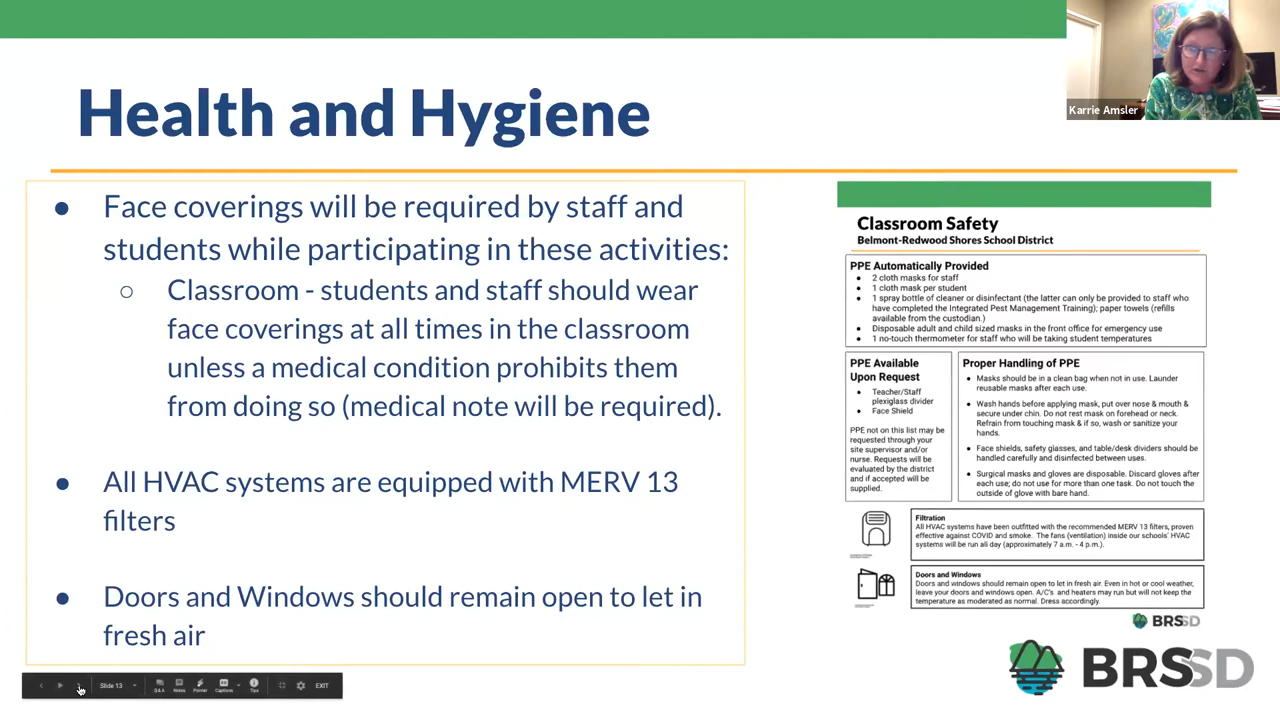 Health and Hygiene
Karrie Amsler
● Face coverings will be required by staff and
students while participating in these activities:
○ Classroom - students and staff should wear
face coverings at all times in the classroom
unless a medical condition prohibits them
from doing so (medical note will be required).
● All HVAC systems are equipped with MERV 13
filters
● Doors and Windows should remain open to let in
fresh air
Classroom Safety
Belmont-Redwood Shores School District
PPE Automatically Provided
● 2 cloth masks for staff
● 1 cloth mask per student
● 1 spray bottle of cleaner or disinfectant (the latter can only be provided to staff who
have completed the Integrated Pest Management Training); paper towels (refills
available from the custodian.)
● Disposable adult and child sized masks in the front office for emergency use
● 1 no-touch thermometer for staff who will be taking student temperatures
PPE Available
Upon Request
● Teacher/Staff
plexiglass divider
● Face Shield
PPE not on this list may be
requested through your
site supervisor and/or
nurse. Requests will be
evaluated by the district
and if accepted will be
supplied.
Proper Handling of PPE
● Masks should be in a clean bag when not in use. Launder
reusable masks after each use.
● Wash hands before applying mask, put over nose & mouth &
secure under chin. Do not rest mask on forehead or neck.
Refrain from touching mask & if so, wash or sanitize your
hands.
● Face shields, safety glasses, and table/desk dividers should be
handled carefully and disinfected between uses.
● Surgical masks and gloves are disposable. Discard gloves after
each use; do not use for more than one task. Do not touch the
outside of glove with bare hand.
Filtration
All HVAC systems have been outfitted with the recommended MERV 13 filters, proven
effective against COVID and smoke. The fans (ventilation) inside our schools' HVAC
systems will be run all day (approximately 7 a.m. - 4 p.m.).
Doors and Windows
Doors and windows should remain open to let in fresh air. Even in hot or cool weather,
leave your doors and windows open. A/C's and heaters may run but will not keep the
temperature as moderated as normal. Dress accordingly.
BRSSD
BRSSD
Slide 13
Q & A
Notes
Pointer
Captions
Tips
EXIT